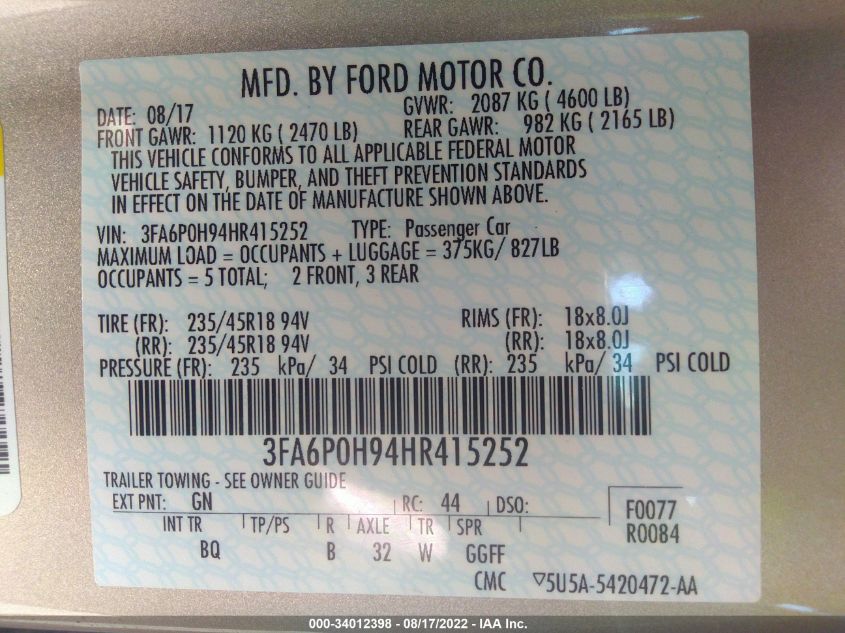 MFD. BY FORD MOTOR CO.
DATE: 08/17 GVWR: 2087 KG ( 4600 LB)
FRONT GAWR: 1120 KG ( 2470 LB) REAR GAWR: 982 KG ( 2165 LB)
THIS VEHICLE CONFORMS TO ALL APPLICABLE FEDERAL MOTOR
VEHICLE SAFETY, BUMPER, AND THEFT PREVENTION STANDARDS
IN EFFECT ON THE DATE OF MANUFACTURE SHOWN ABOVE.
VIN: 3FA6P0H94HR415252 TYPE: Passenger Car
MAXIMUM LOAD = OCCUPANTS + LUGGAGE = 375KG/ 827LB
OCCUPANTS = 5 TOTAL; 2 FRONT, 3 REAR
TIRE (FR): 235/45R18 94V RIMS (FR): 18x8.0J
(RR): 235/45R18 94V (RR): 18x8.0J
PRESSURE (FR): 235 kPa/ 34 PSI COLD (RR): 235 kPa/ 34 PSI COLD
3FA6P0H94HR415252
TRAILER TOWING - SEE OWNER GUIDE
EXT PNT: GN RC: 44 DSO: F0077
INT TR TP/PS R AXLE TR SPR R0084
BQ B 32 W GGFF
CMC ▽5U5A-5420472-AA
000-34012398 - 08/17/2022 - IAA Inc.